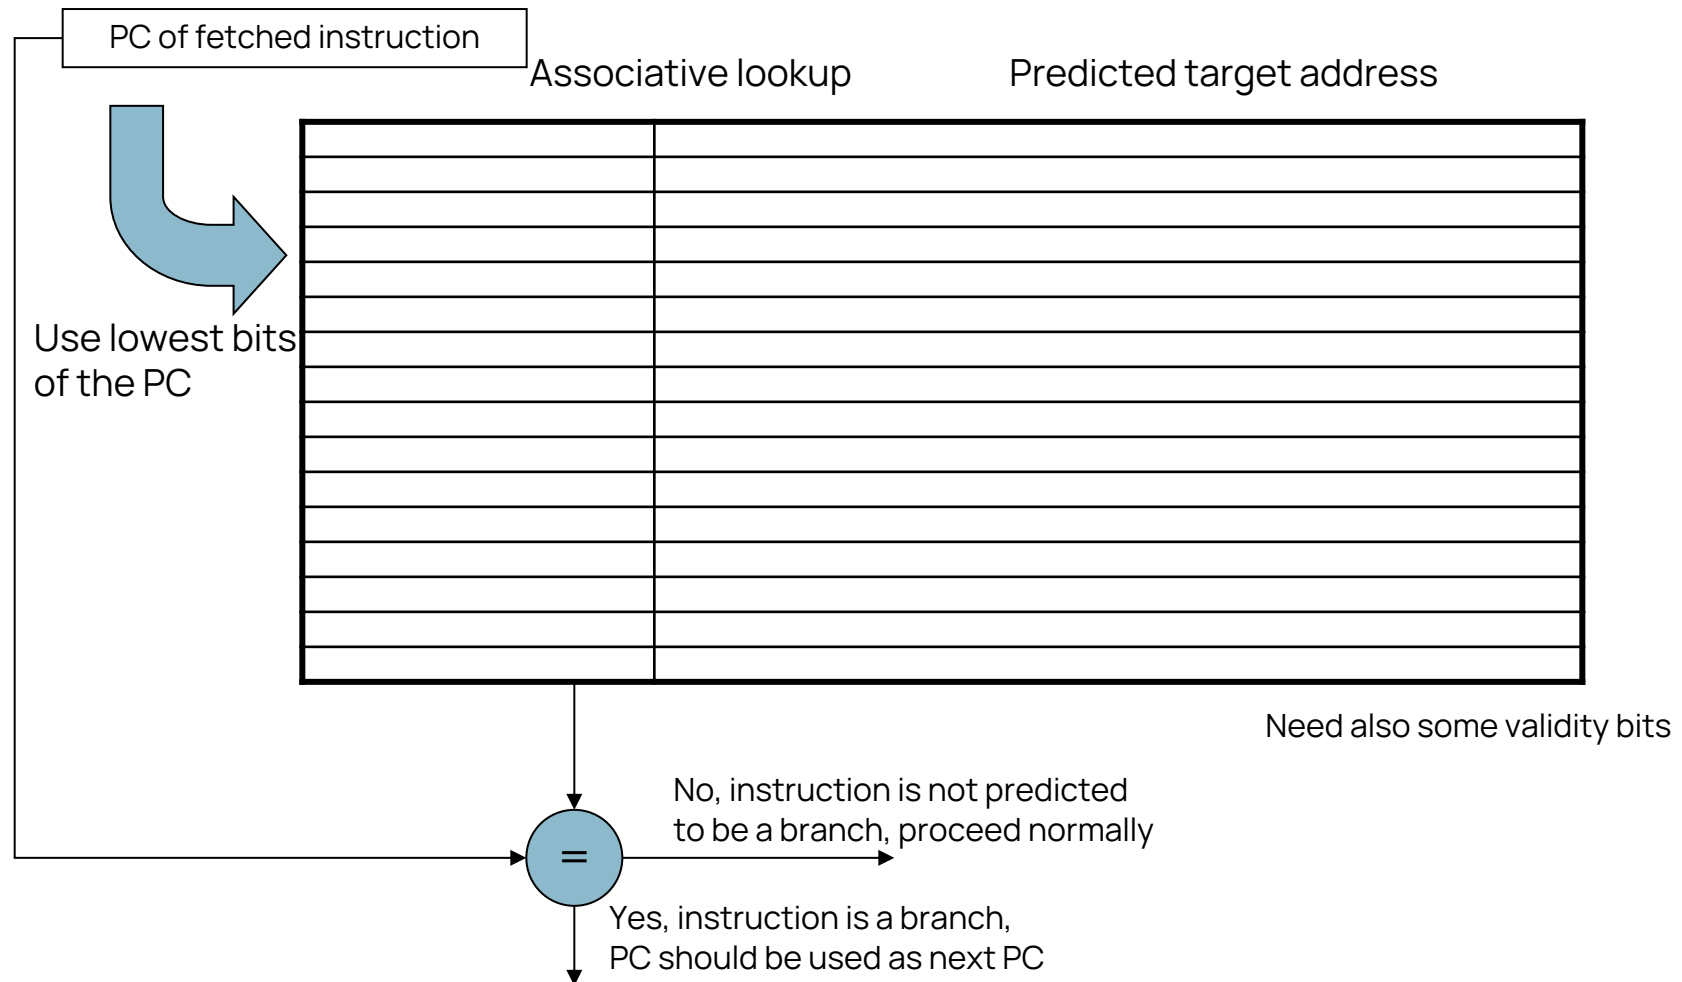 PC of fetched instruction
Associative lookup
Predicted target address
Use lowest bits
of the PC
Need also some validity bits
No, instruction is not predicted
to be a branch, proceed normally
=
Yes, instruction is a branch,
PC should be used as next PC